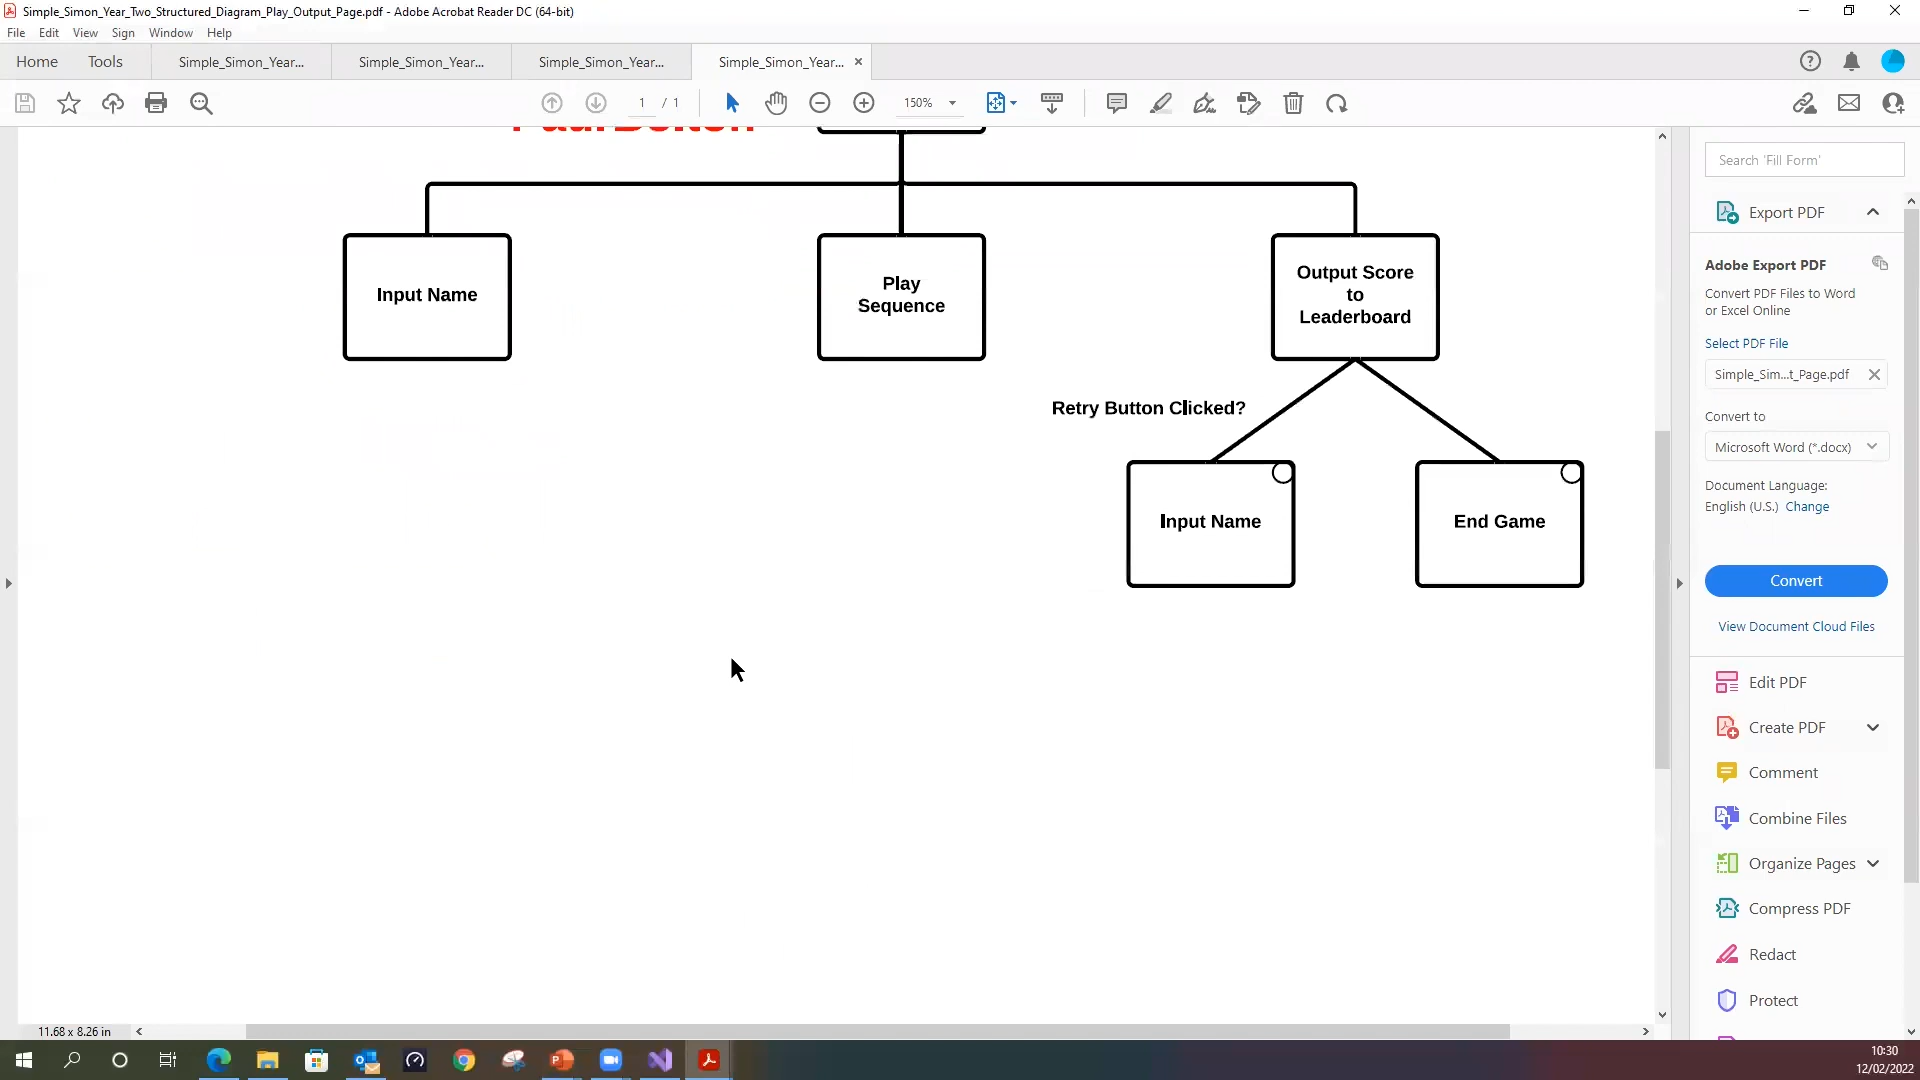 Simple_Simon_Year_Two_Structured_Diagram_Play_Output_Page.pdf - Adobe Acrobat Reader DC (64-bit)
File Edit View Sign Window Help
Home Tools Simple_Simon_Year... Simple_Simon_Year... Simple_Simon_Year... Simple_Simon_Year...
1 / 1 150%
Input Name
Play
Sequence
Output Score
to
Leaderboard
Retry Button Clicked?
Input Name
End Game
11.68 x 8.26 in
Search 'Fill Form'
Export PDF
Adobe Export PDF
Convert PDF Files to Word
or Excel Online
Select PDF File
Simple_Sim...t_Page.pdf
Convert to
Microsoft Word (*.docx)
Document Language:
English (U.S.) Change
Convert
View Document Cloud Files
Edit PDF
Create PDF
Comment
Combine Files
Organize Pages
Compress PDF
Redact
Protect
10:30
12/02/2022